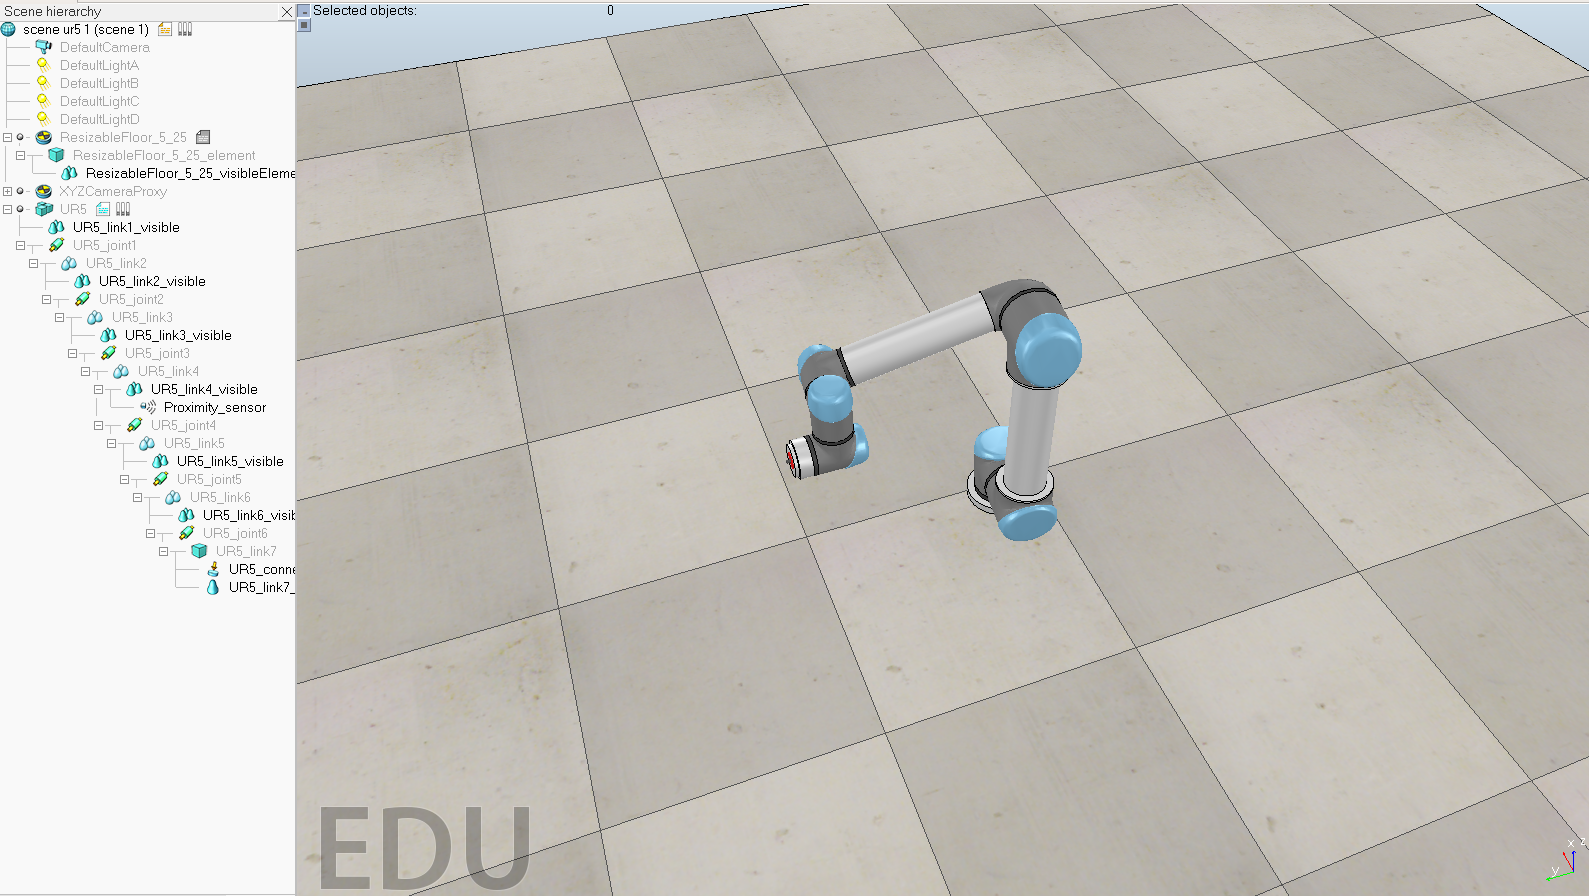 Scene hierarchy
Selected objects: 0
scene ur5 1 (scene 1)
DefaultCamera
DefaultLightA
DefaultLightB
DefaultLightC
DefaultLightD
ResizableFloor_5_25
ResizableFloor_5_25_element
ResizableFloor_5_25_visibleEleme
XYZCameraProxy
UR5
UR5_link1_visible
UR5_joint1
UR5_link2
UR5_link2_visible
UR5_joint2
UR5_link3
UR5_link3_visible
UR5_joint3
UR5_link4
UR5_link4_visible
Proximity_sensor
UR5_joint4
UR5_link5
UR5_link5_visible
UR5_joint5
UR5_link6
UR5_link6_visib
UR5_joint6
UR5_link7
UR5_conne
UR5_link7_
EDU
x z
y